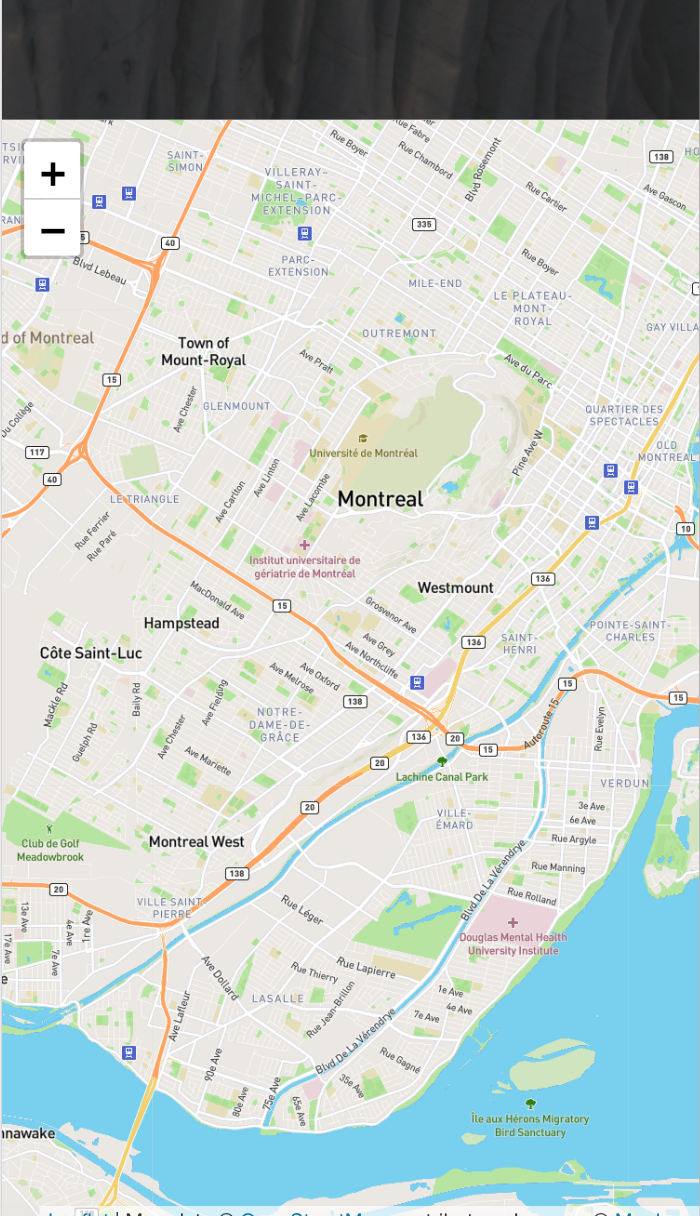 Rue Fabre
Rue Boyer
Rue Chambord
Blvd Rosemont
138
SAINT-
SIMON
VILLERAY-
SAINT-
MICHEL-PARC-
EXTENSION
Rue Cartier
Ave Gascon
+
−
335
40
Blvd Lebeau
PARC-
EXTENSION
Rue Boyer
MILE-END
LE PLATEAU-
MONT-
ROYAL
d of Montreal
Town of
Mount-Royal
OUTREMONT
GAY VILLA
Ave Pratt
Ave du Parc
15
Ave Chester
GLENMOUNT
QUARTIER DES
SPECTACLES
Du Collège
117
40
Université de Montréal
Pine Ave W
OLD
MONTREAL
LE TRIANGLE
Ave Carlton
Ave Linton
Ave Lacombe
Montreal
Rue Ferrier
Rue Paré
10
Institut universitaire de
gériatrie de Montréal
136
MacDonald Ave
15
Westmount
Grosvenor Ave
Hampstead
136
SAINT-
HENRI
POINTE-SAINT-
CHARLES
Côte Saint-Luc
Ave Grey
Ave Northcliffe
Ave Oxford
Ave Melrose
Mackle Rd
Baily Rd
Ave Fielding
138
15
15
Guelph Rd
Ave Chester
NOTRE-
DAME-DE-
GRÂCE
136
20
15
Autoroute 15
Rue Evelyn
Ave Mariette
20
Lachine Canal Park
VERDUN
20
VILLE-
ÉMARD
3e Ave
6e Ave
Club de Golf
Meadowbrook
Montreal West
Rue Argyle
138
Blvd De La Vérendrye
Rue Manning
20
VILLE SAINT
PIERRE
Rue Rolland
13e Ave
17e Ave
4e Ave
7e Ave
1re Ave
Rue Léger
Douglas Mental Health
University Institute
Ave Dollard
Rue Thierry
Rue Lapierre
LASALLE
Rue Jean-Brillon
1e Ave
4e Ave
7e Ave
Ave Lafleur
Blvd De La Vérendrye
90e Ave
80e Ave
75e Ave
65e Ave
35e Ave
Rue Gagné
Île aux Hérons Migratory
Bird Sanctuary
nnawake